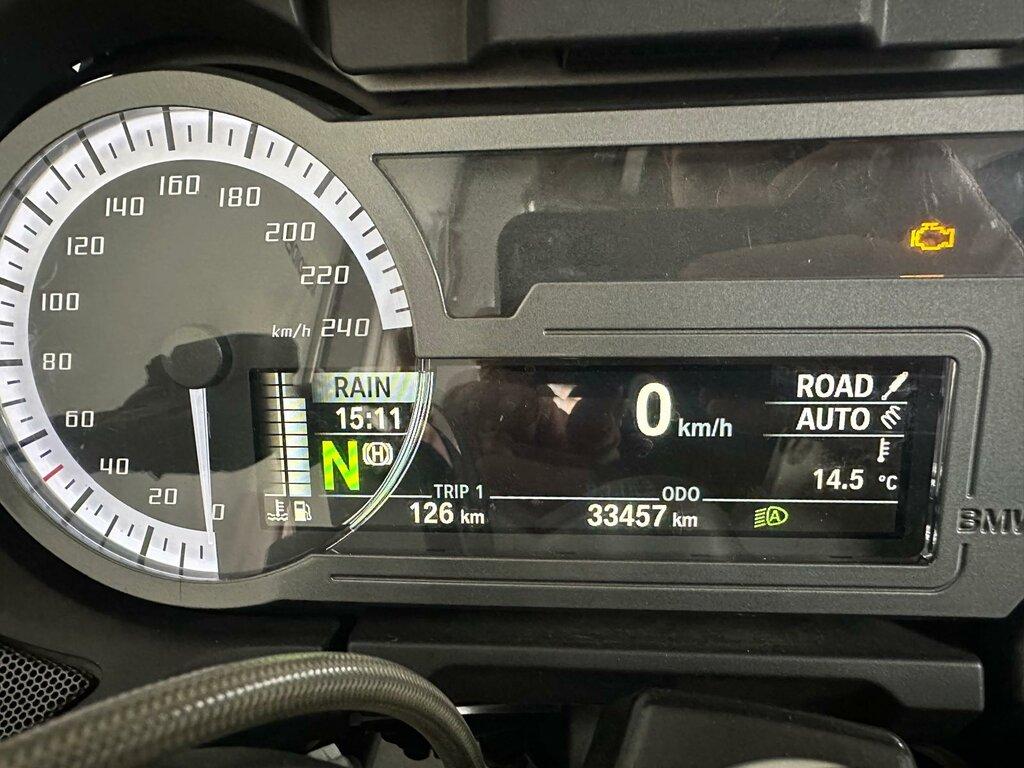 160
140
180
120
200
220
100
km/h 240
80
60
40
20
0
RAIN
15:11
N (H)
0 km/h
ROAD
AUTO
14.5 °C
TRIP 1
126 km
ODO
33457 km
A
BMW